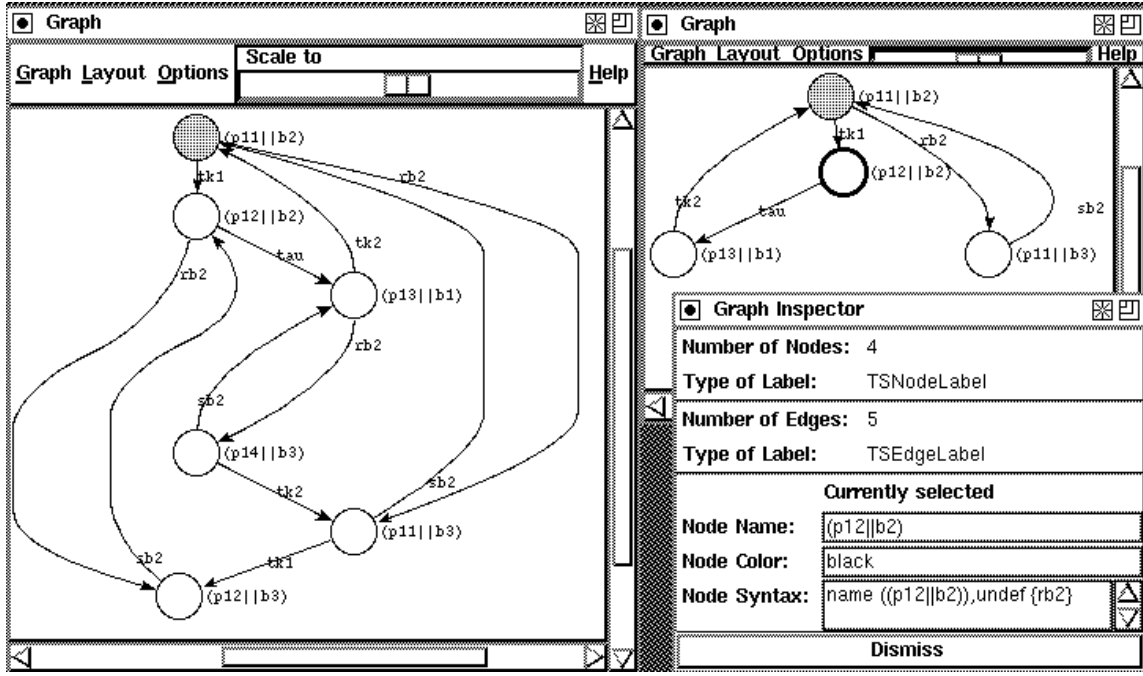 Graph
Graph Layout Options
Scale to
Help
(p11||b2)
rb2
tk1
(p12||b2)
tk2
rb2
tau
(p13||b1)
rb2
sb2
(p14||b3)
tk2
sb2
(p11||b3)
tk1
sb2
(p12||b3)
Graph
Graph Layout Options
Help
(p11||b2)
tk1
rb2
(p12||b2)
tk2
tau
sb2
(p13||b1)
(p11||b3)
Graph Inspector
Number of Nodes: 4
Type of Label: TSNodeLabel
Number of Edges: 5
Type of Label: TSEdgeLabel
Currently selected
Node Name: (p12||b2)
Node Color: black
Node Syntax: name ((p12||b2)),undef {rb2}
Dismiss